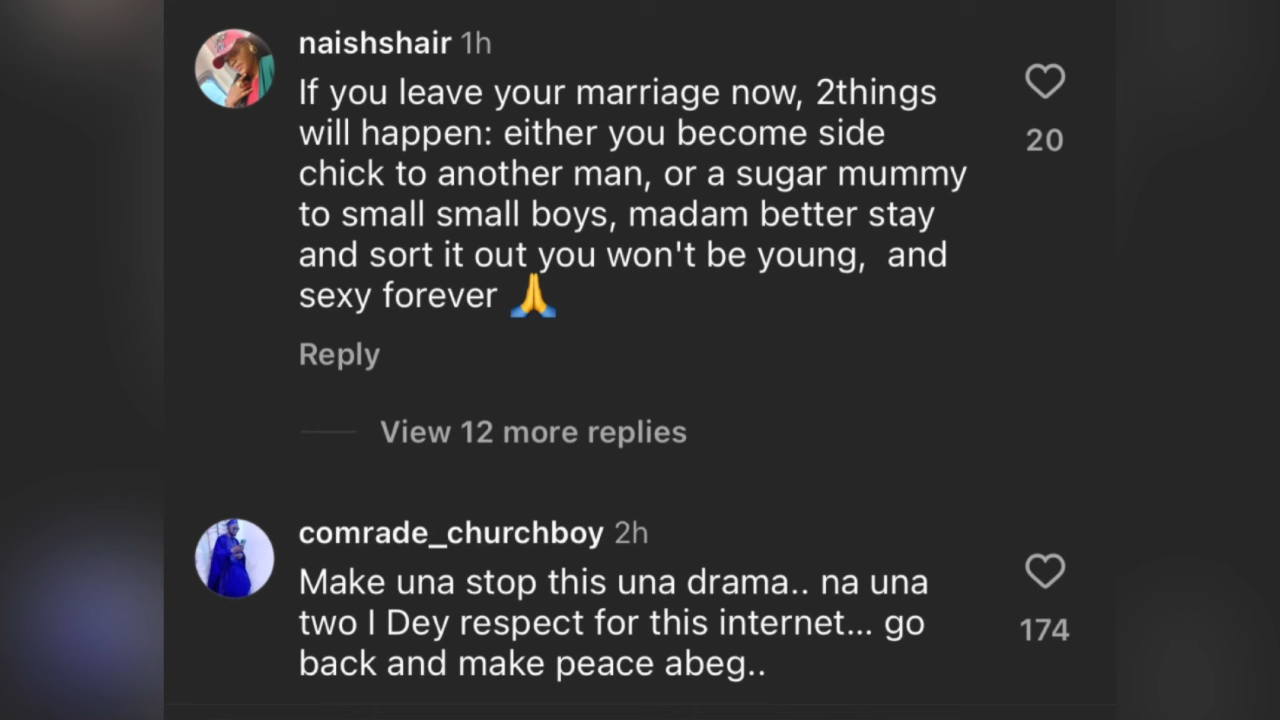 naishshair 1h
If you leave your marriage now, 2things
will happen: either you become side
chick to another man, or a sugar mummy
to small small boys, madam better stay
and sort it out you won't be young,  and
sexy forever 🙏
20
Reply
View 12 more replies
comrade_churchboy 2h
Make una stop this una drama.. na una
two I Dey respect for this internet... go
back and make peace abeg..
174